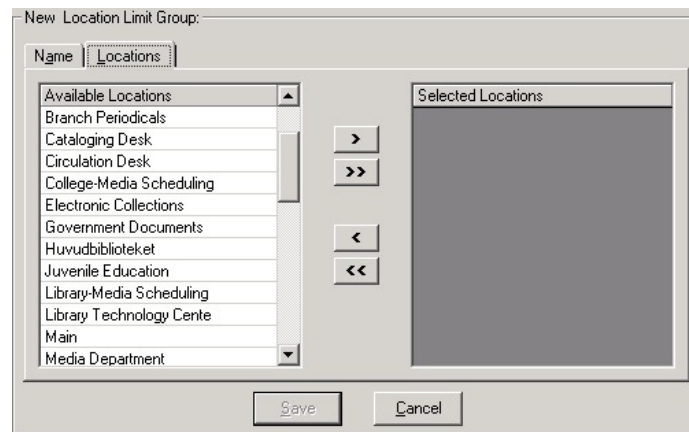 New Location Limit Group:
Name
Locations
Available Locations
Branch Periodicals
Cataloging Desk
Circulation Desk
College-Media Scheduling
Electronic Collections
Government Documents
Huvudbiblioteket
Juvenile Education
Library-Media Scheduling
Library Technology Cente
Main
Media Department
>
>>
<
<<
Selected Locations
Save
Cancel